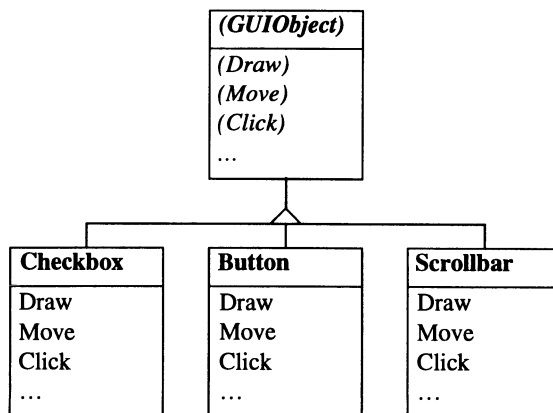 (GUIObject)
(Draw)
(Move)
(Click)
...
Checkbox
Draw
Move
Click
...
Button
Draw
Move
Click
...
Scrollbar
Draw
Move
Click
...